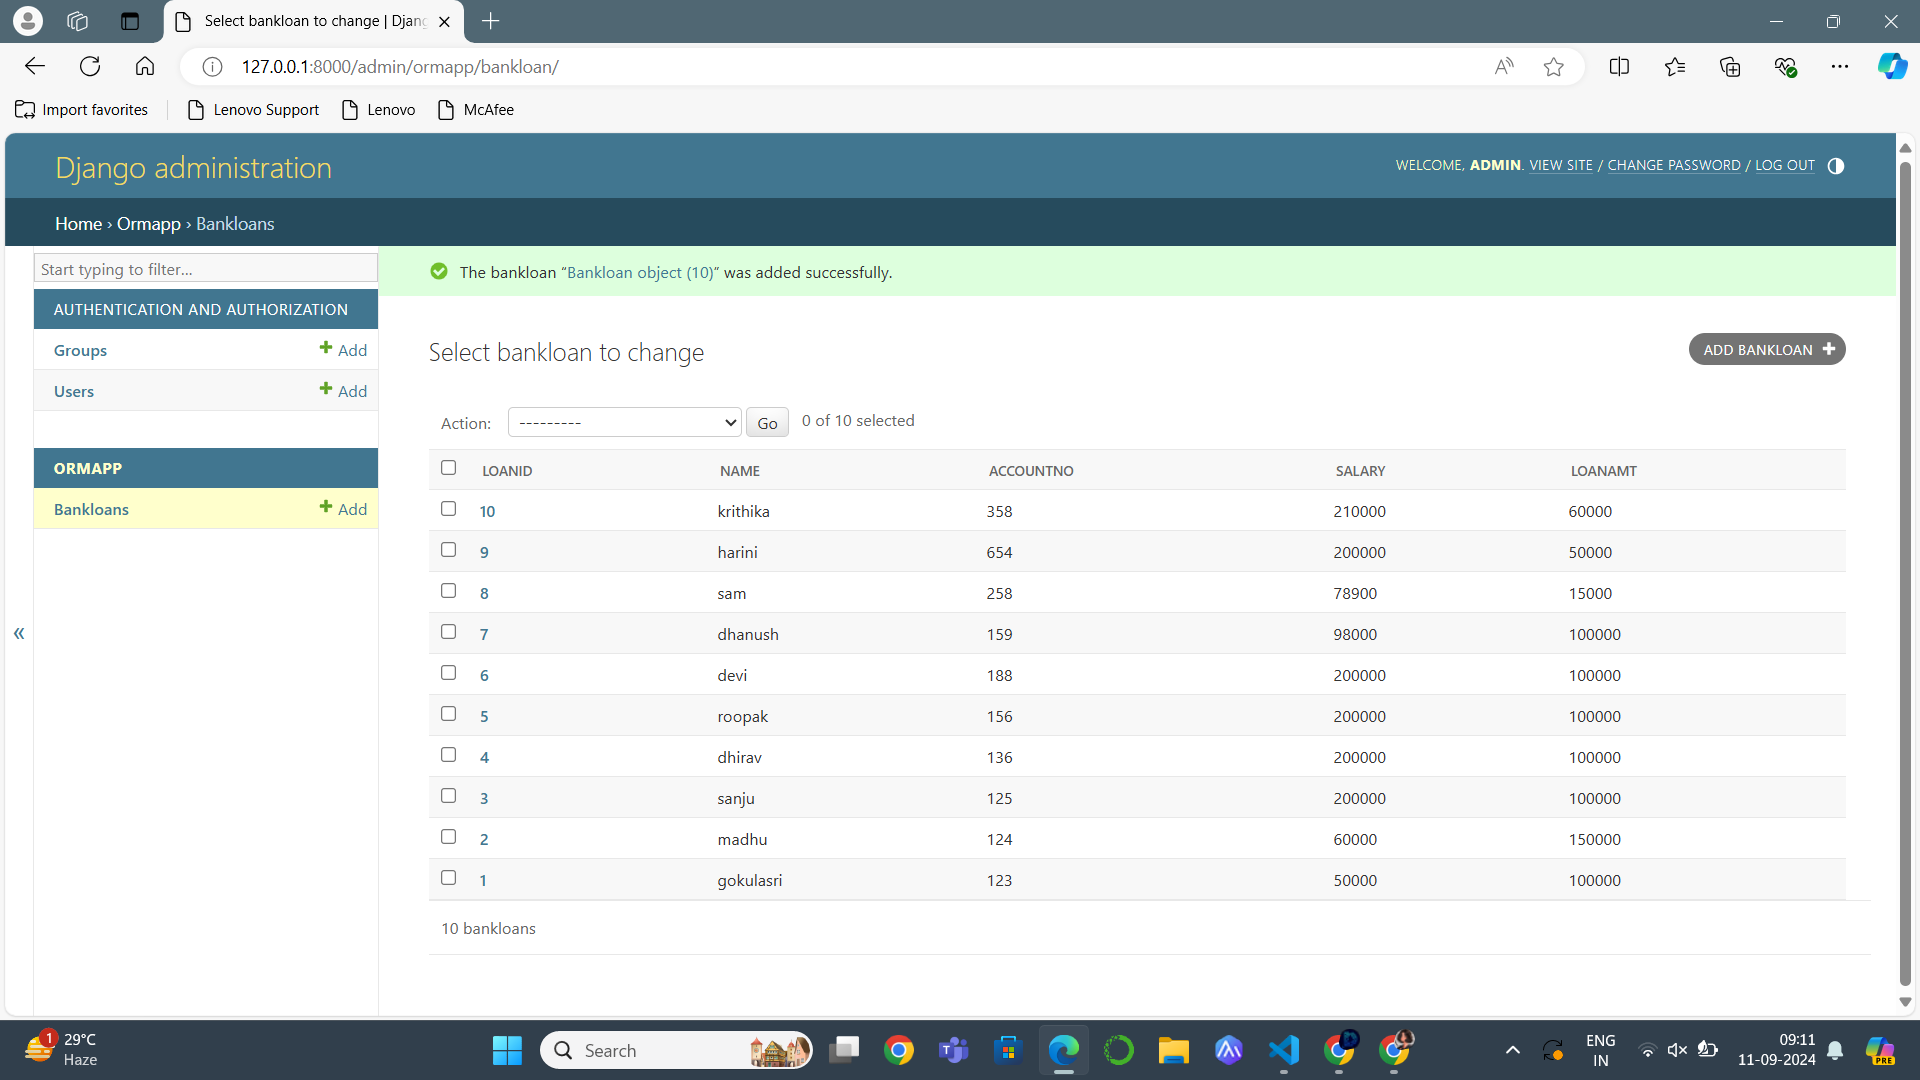 Select bankloan to change | Djang
127.0.0.1:8000/admin/ormapp/bankloan/
Import favorites
Lenovo Support
Lenovo
McAfee
Django administration
WELCOME, ADMIN. VIEW SITE / CHANGE PASSWORD / LOG OUT
Home › Ormapp › Bankloans
Start typing to filter...
AUTHENTICATION AND AUTHORIZATION
Groups Add
Users Add
ORMAPP
Bankloans Add
«
The bankloan “Bankloan object (10)” was added successfully.
Select bankloan to change
ADD BANKLOAN
Action: --------- Go 0 of 10 selected
LOANID NAME ACCOUNTNO SALARY LOANAMT
10 krithika 358 210000 60000
9 harini 654 200000 50000
8 sam 258 78900 15000
7 dhanush 159 98000 100000
6 devi 188 200000 100000
5 roopak 156 200000 100000
4 dhirav 136 200000 100000
3 sanju 125 200000 100000
2 madhu 124 60000 150000
1 gokulasri 123 50000 100000
10 bankloans
1
29°C
Haze
Search
ENG
IN
09:11
11-09-2024
PRE